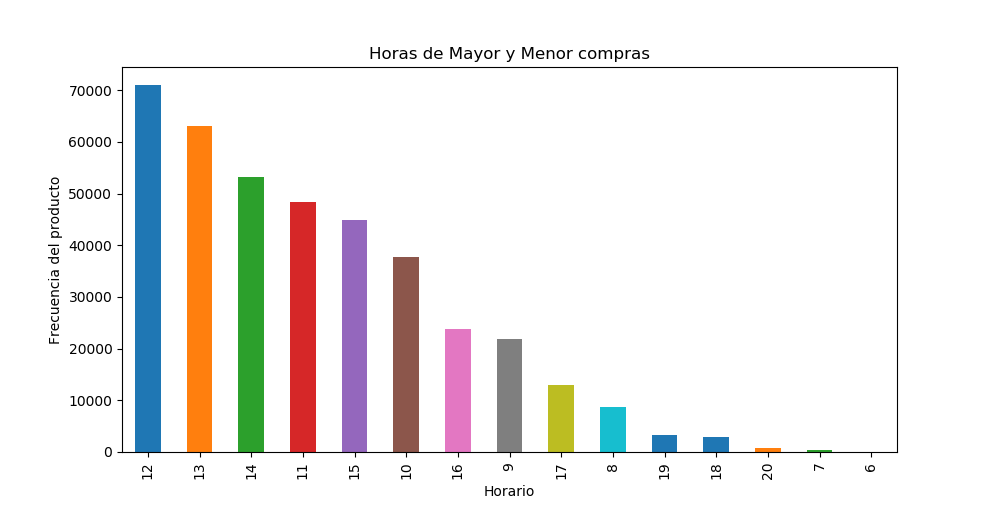 Horas de Mayor y Menor compras
70000
60000
50000
40000
30000
20000
10000
0
Frecuencia del producto
12 13 14 11 15 10 16 9 17 8 19 18 20 7 6
Horario